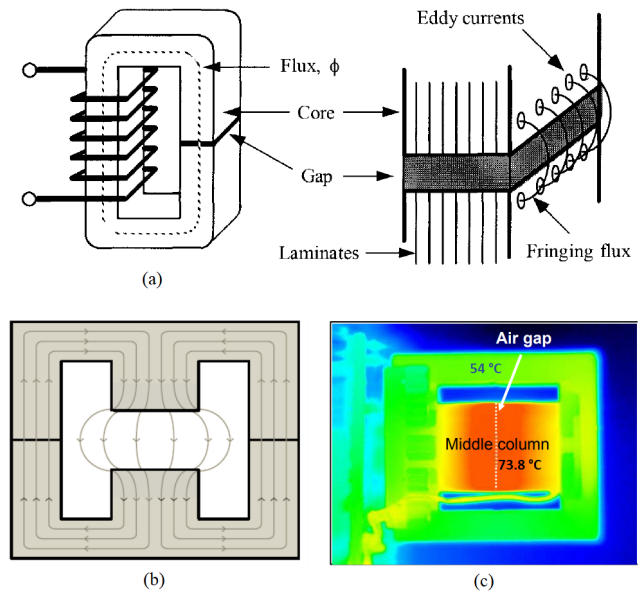 Eddy currents
Flux, ϕ
Core
Gap
Laminates
Fringing flux
(a)
Air gap
54 °C
Middle column
73.8 °C
(b)
(c)